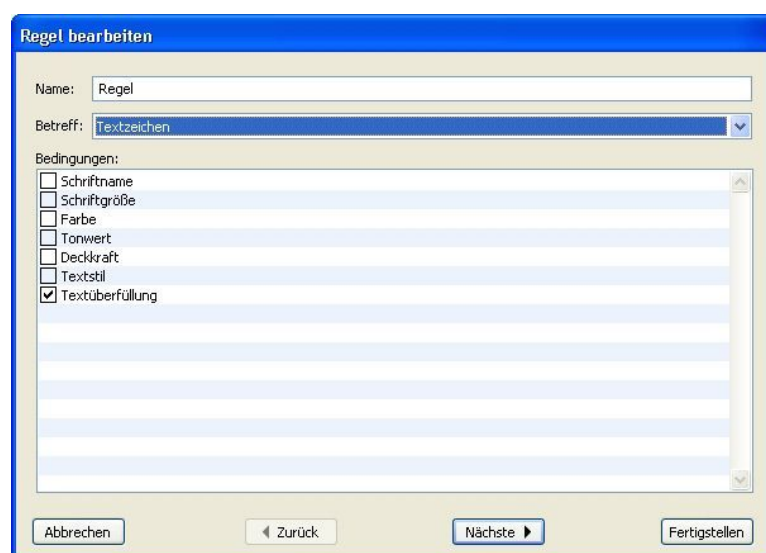 Regel bearbeiten
Name: Regel
Betreff: Textzeichen
Bedingungen:
Schriftname
Schriftgröße
Farbe
Tonwert
Deckkraft
Textstil
Textüberfüllung
Abbrechen Zurück Nächste Fertigstellen